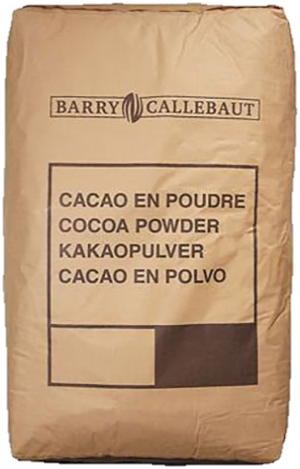 BARRY CALLEBAUT
CACAO EN POUDRE
COCOA POWDER
KAKAOPULVER
CACAO EN POLVO